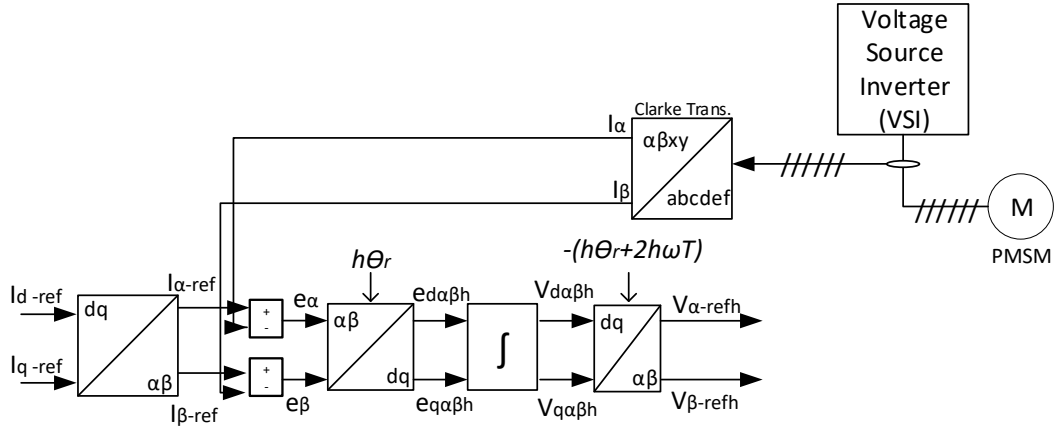 Voltage
Source
Inverter
(VSI)
Clarke Trans.
Iα
αβxy
Iβ
abcdef
M
PMSM
hΘr
-(hΘr+2hωT)
Id -ref
Iα-ref
eα
edαβh
Vdαβh
Vα-refh
dq
+
-
αβ
∫
dq
Iq -ref
αβ
+
-
dq
αβ
Iβ-ref
eβ
eqαβh
Vqαβh
Vβ-refh